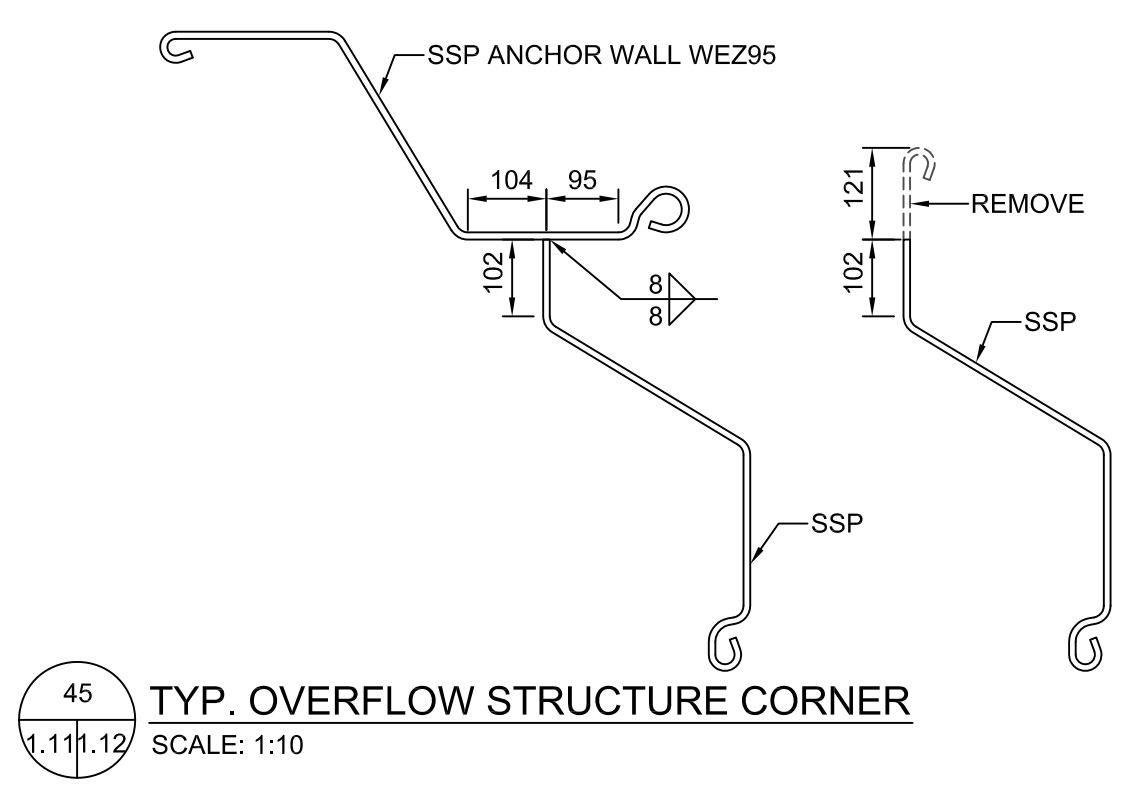 SSP ANCHOR WALL WEZ95
104
95
102
8
8
121
REMOVE
102
SSP
SSP
45
1.11
1.12
TYP. OVERFLOW STRUCTURE CORNER
SCALE: 1:10